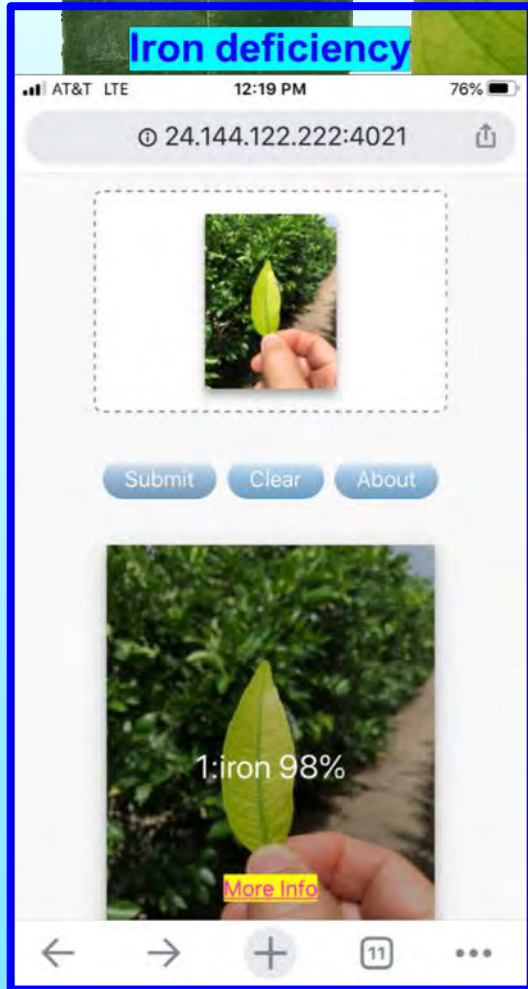 Iron deficiency
AT&T LTE 12:19 PM 76%
24.144.122.222:4021
Submit Clear About
1:iron 98%
More Info
11